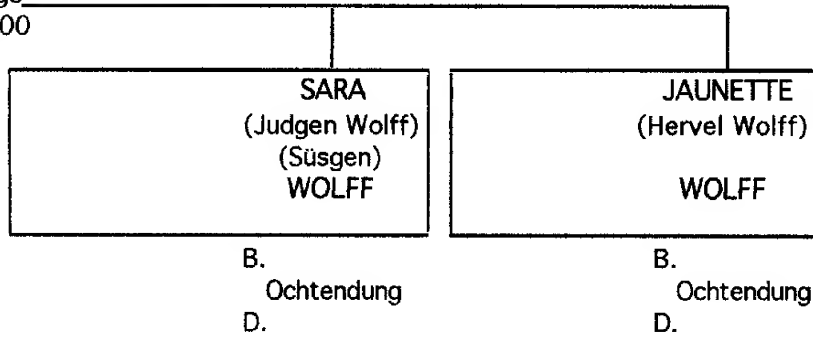 00
SARA
(Judgen Wolff)
(Süsgen)
WOLFF
B.
Ochtendung
D.
JAUNETTE
(Hervel Wolff)
WOLFF
B.
Ochtendung
D.